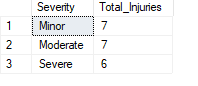 Severity Total_Injuries
1 Minor 7
2 Moderate 7
3 Severe 6